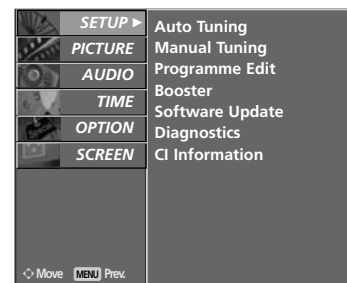 SETUP ►
PICTURE
AUDIO
TIME
OPTION
SCREEN
Auto Tuning
Manual Tuning
Programme Edit
Booster
Software Update
Diagnostics
CI Information
Move MENU Prev.